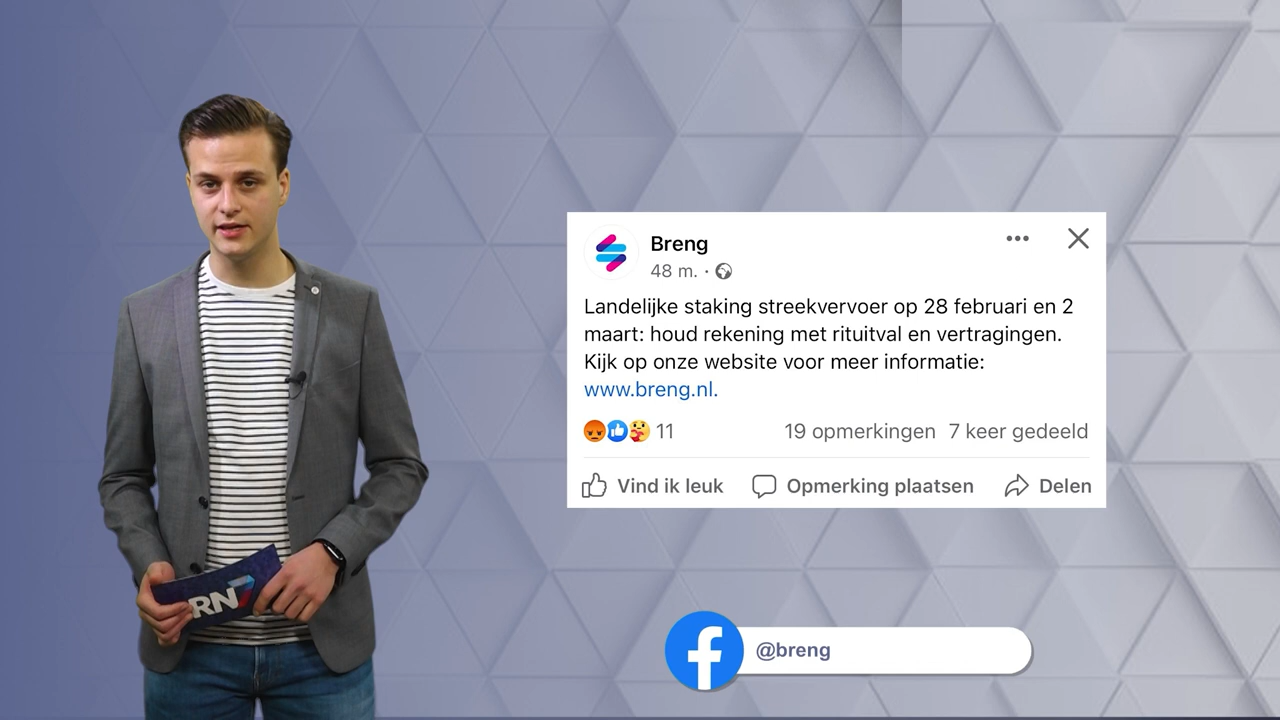 Breng
48 m. ·
Landelijke staking streekvervoer op 28 februari en 2
maart: houd rekening met rituitval en vertragingen.
Kijk op onze website voor meer informatie:
www.breng.nl.
11 19 opmerkingen 7 keer gedeeld
Vind ik leuk Opmerking plaatsen Delen
RN7
@breng